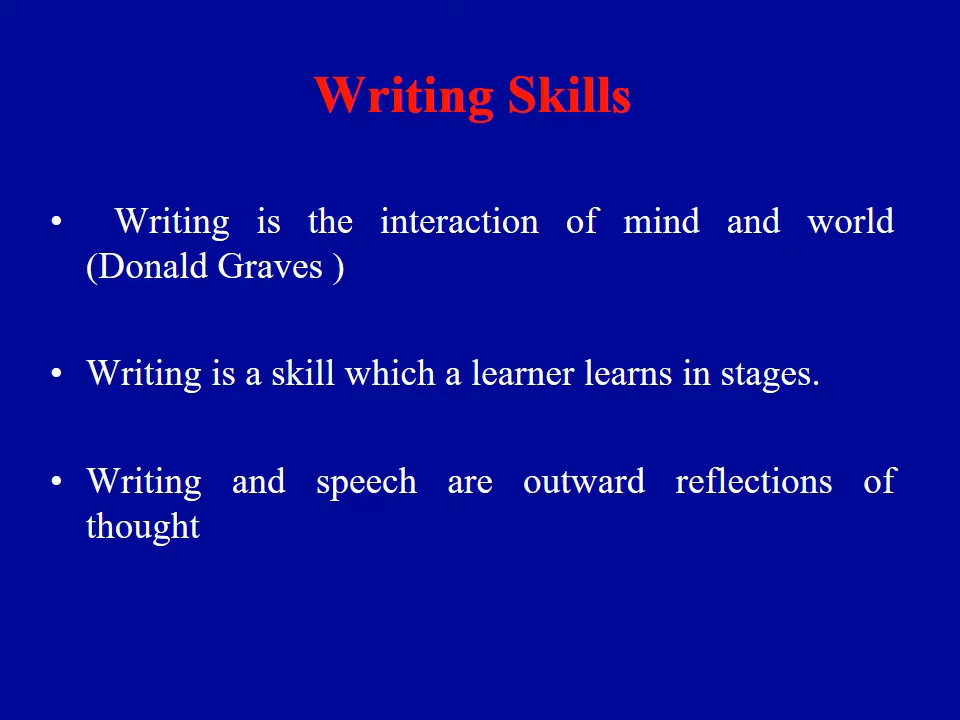 Writing Skills
• Writing is the interaction of mind and world
(Donald Graves )
• Writing is a skill which a learner learns in stages.
• Writing and speech are outward reflections of
thought